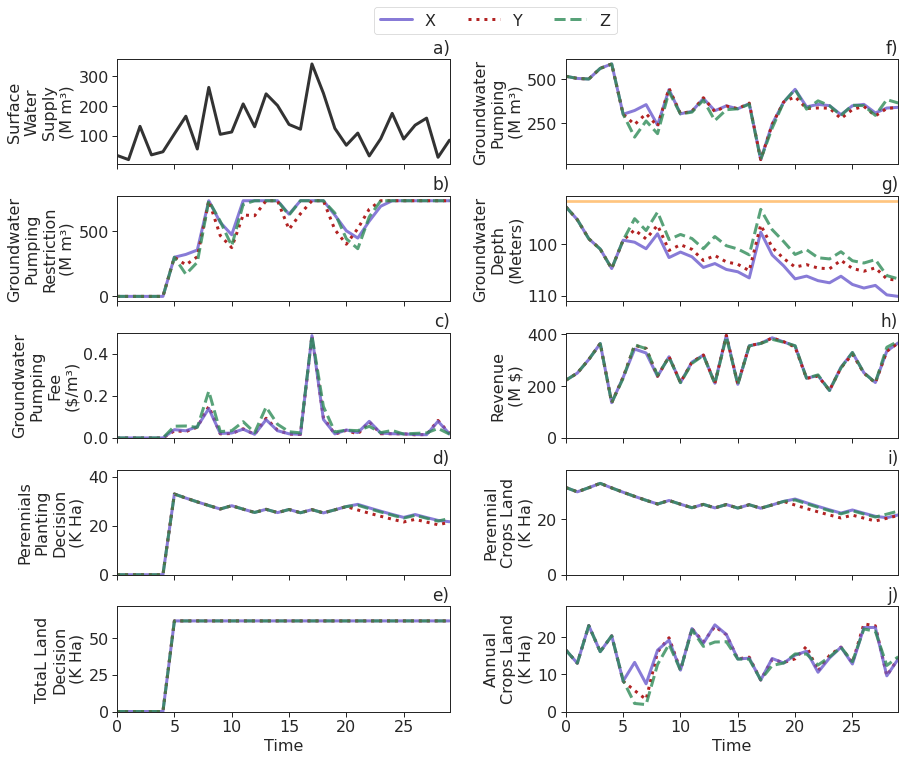 X Y Z
a)
Surface
Water
Supply
(M m³)
300
200
100
b)
Groundwater
Pumping
Restriction
(M m³)
500
0
c)
Groundwater
Pumping
Fee
($/m³)
0.4
0.2
0.0
d)
Perennials
Planting
Decision
(K Ha)
40
20
0
e)
TotaL Land
Decision
(K Ha)
50
25
0
0 5 10 15 20 25
Time
f)
Groundwater
Pumping
(M m³)
500
250
g)
Groundwater
Depth
(Meters)
100
110
h)
Revenue
(M $)
400
200
0
i)
Perennial
Crops Land
(K Ha)
20
0
j)
Annual
Crops Land
(K Ha)
20
10
0
0 5 10 15 20 25
Time